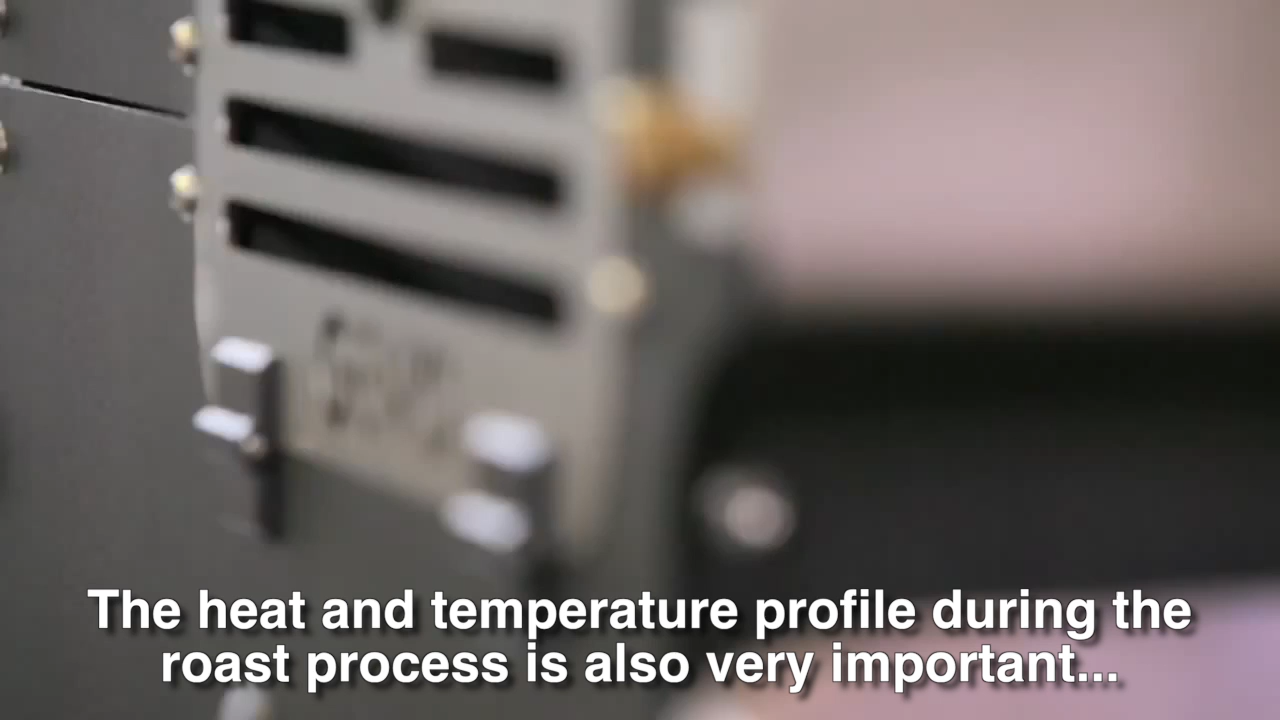 The heat and temperature profile during the
roast process is also very important...